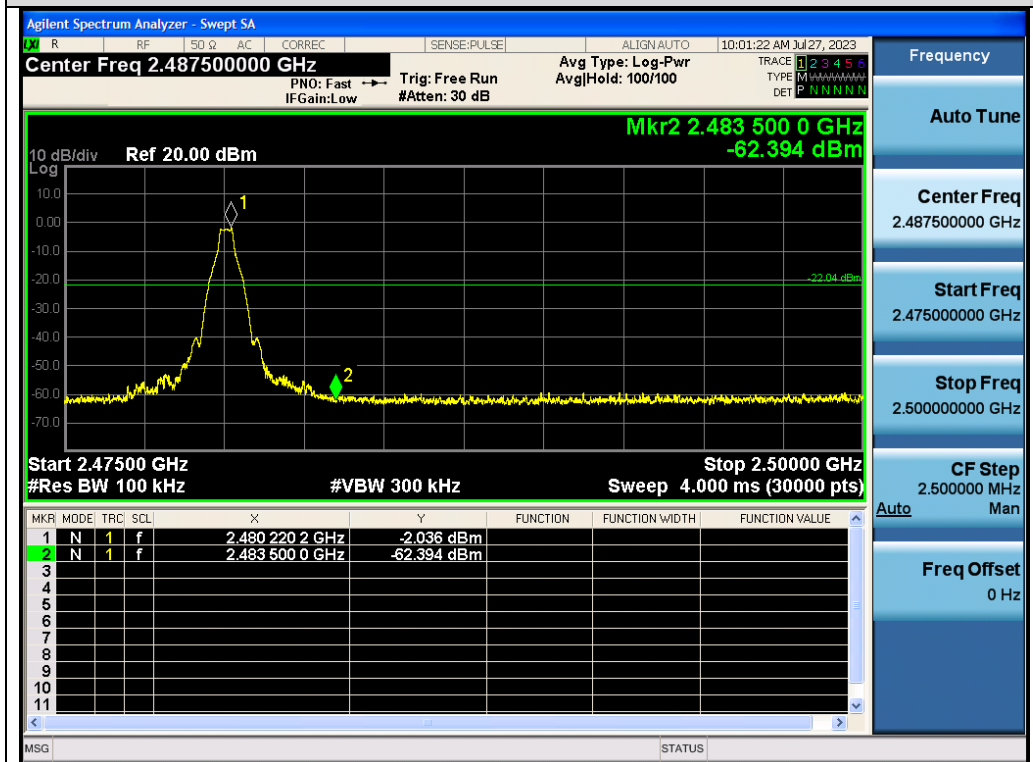 Agilent Spectrum Analyzer - Swept SA
LXI R RF 50 Ω AC CORREC SENSE:PULSE ALIGN AUTO 10:01:22 AM Jul 27, 2023
Center Freq 2.487500000 GHz
PNO: Fast
IFGain:Low
Trig: Free Run
#Atten: 30 dB
Avg Type: Log-Pwr
Avg|Hold: 100/100
TRACE 1 2 3 4 5 6
TYPE M
DET P N N N N N
Mkr2 2.483 500 0 GHz
-62.394 dBm
10 dB/div Ref 20.00 dBm
Log
10.0
0.00
-10.0
-20.0
-30.0
-40.0
-50.0
-60.0
-70.0
1
2
-22.04 dBm
Start 2.47500 GHz Stop 2.50000 GHz
#Res BW 100 kHz #VBW 300 kHz Sweep 4.000 ms (30000 pts)
MKR MODE TRC SCL X Y FUNCTION FUNCTION WIDTH FUNCTION VALUE
1 N 1 f 2.480 220 2 GHz -2.036 dBm
2 N 1 f 2.483 500 0 GHz -62.394 dBm
3
4
5
6
7
8
9
10
11
MSG STATUS
Frequency
Auto Tune
Center Freq
2.487500000 GHz
Start Freq
2.475000000 GHz
Stop Freq
2.500000000 GHz
CF Step
2.500000 MHz
Auto Man
Freq Offset
0 Hz